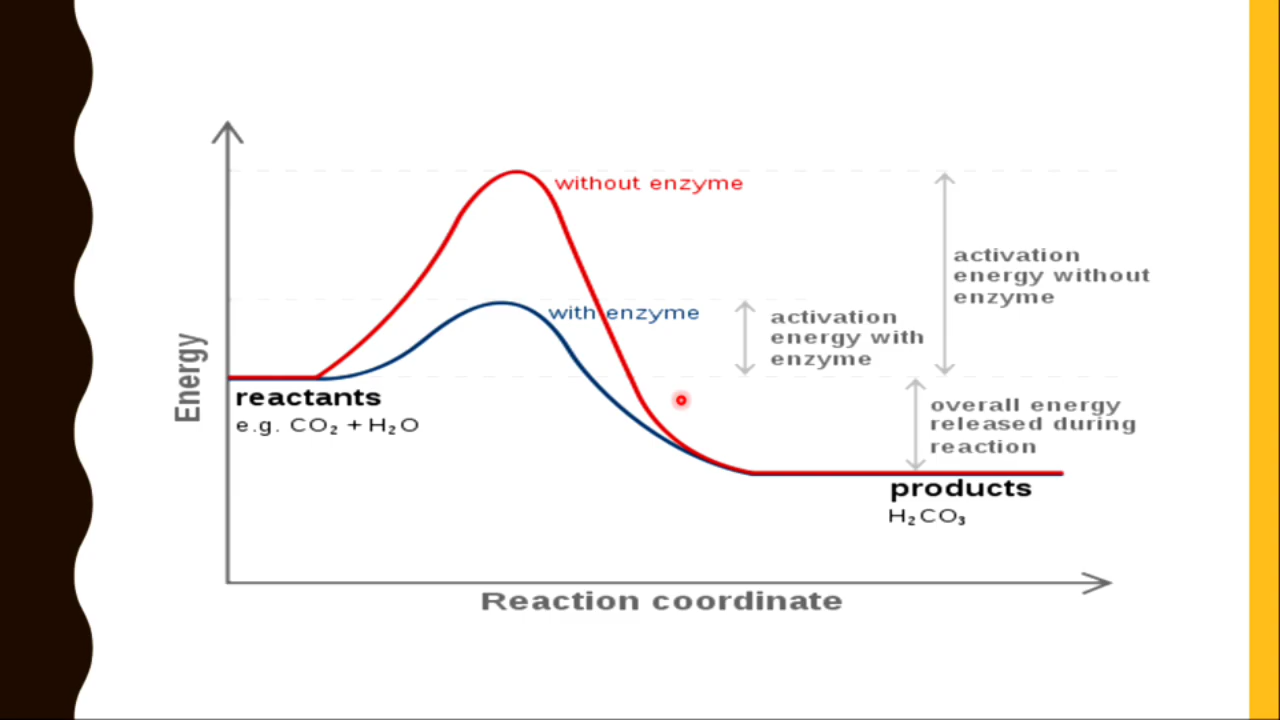 without enzyme
activation
energy without
enzyme
with enzyme
activation
energy with
enzyme
Energy
reactants
e.g. CO₂ + H₂O
overall energy
released during
reaction
products
H₂CO₃
Reaction coordinate